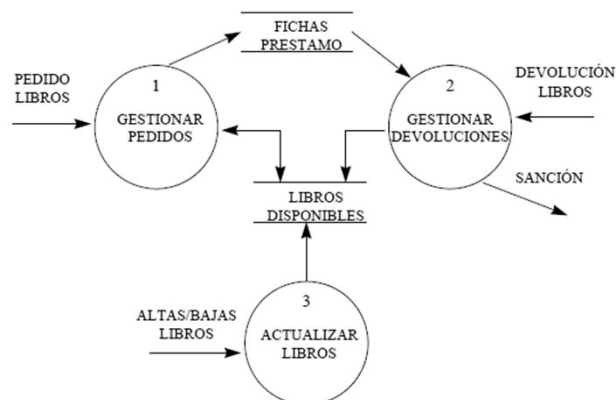 FICHAS
PRESTAMO
PEDIDO
LIBROS
1
GESTIONAR
PEDIDOS
2
GESTIONAR
DEVOLUCIONES
DEVOLUCIÓN
LIBROS
SANCIÓN
LIBROS
DISPONIBLES
ALTAS/BAJAS
LIBROS
3
ACTUALIZAR
LIBROS